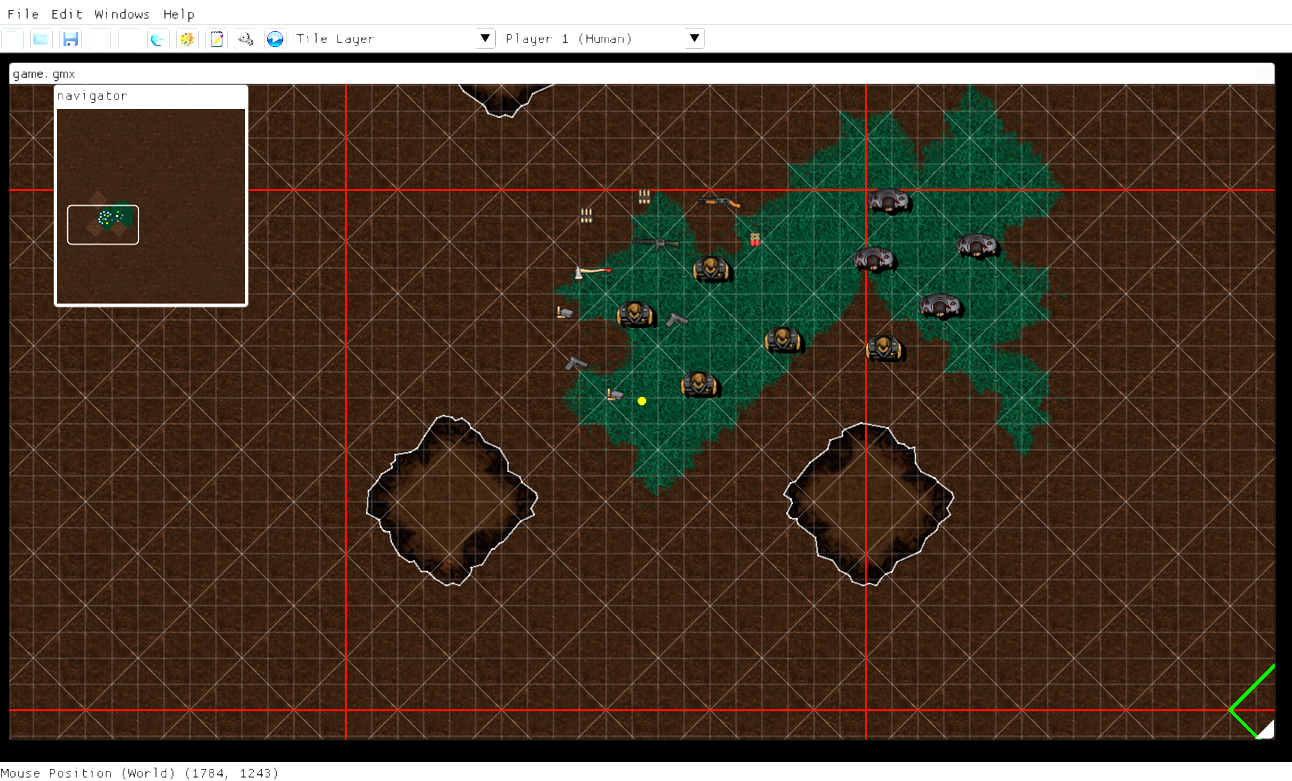 File Edit Windows Help
Tile Layer Player 1 (Human)
game.gmx
navigator
Mouse Position (World) (1784, 1243)